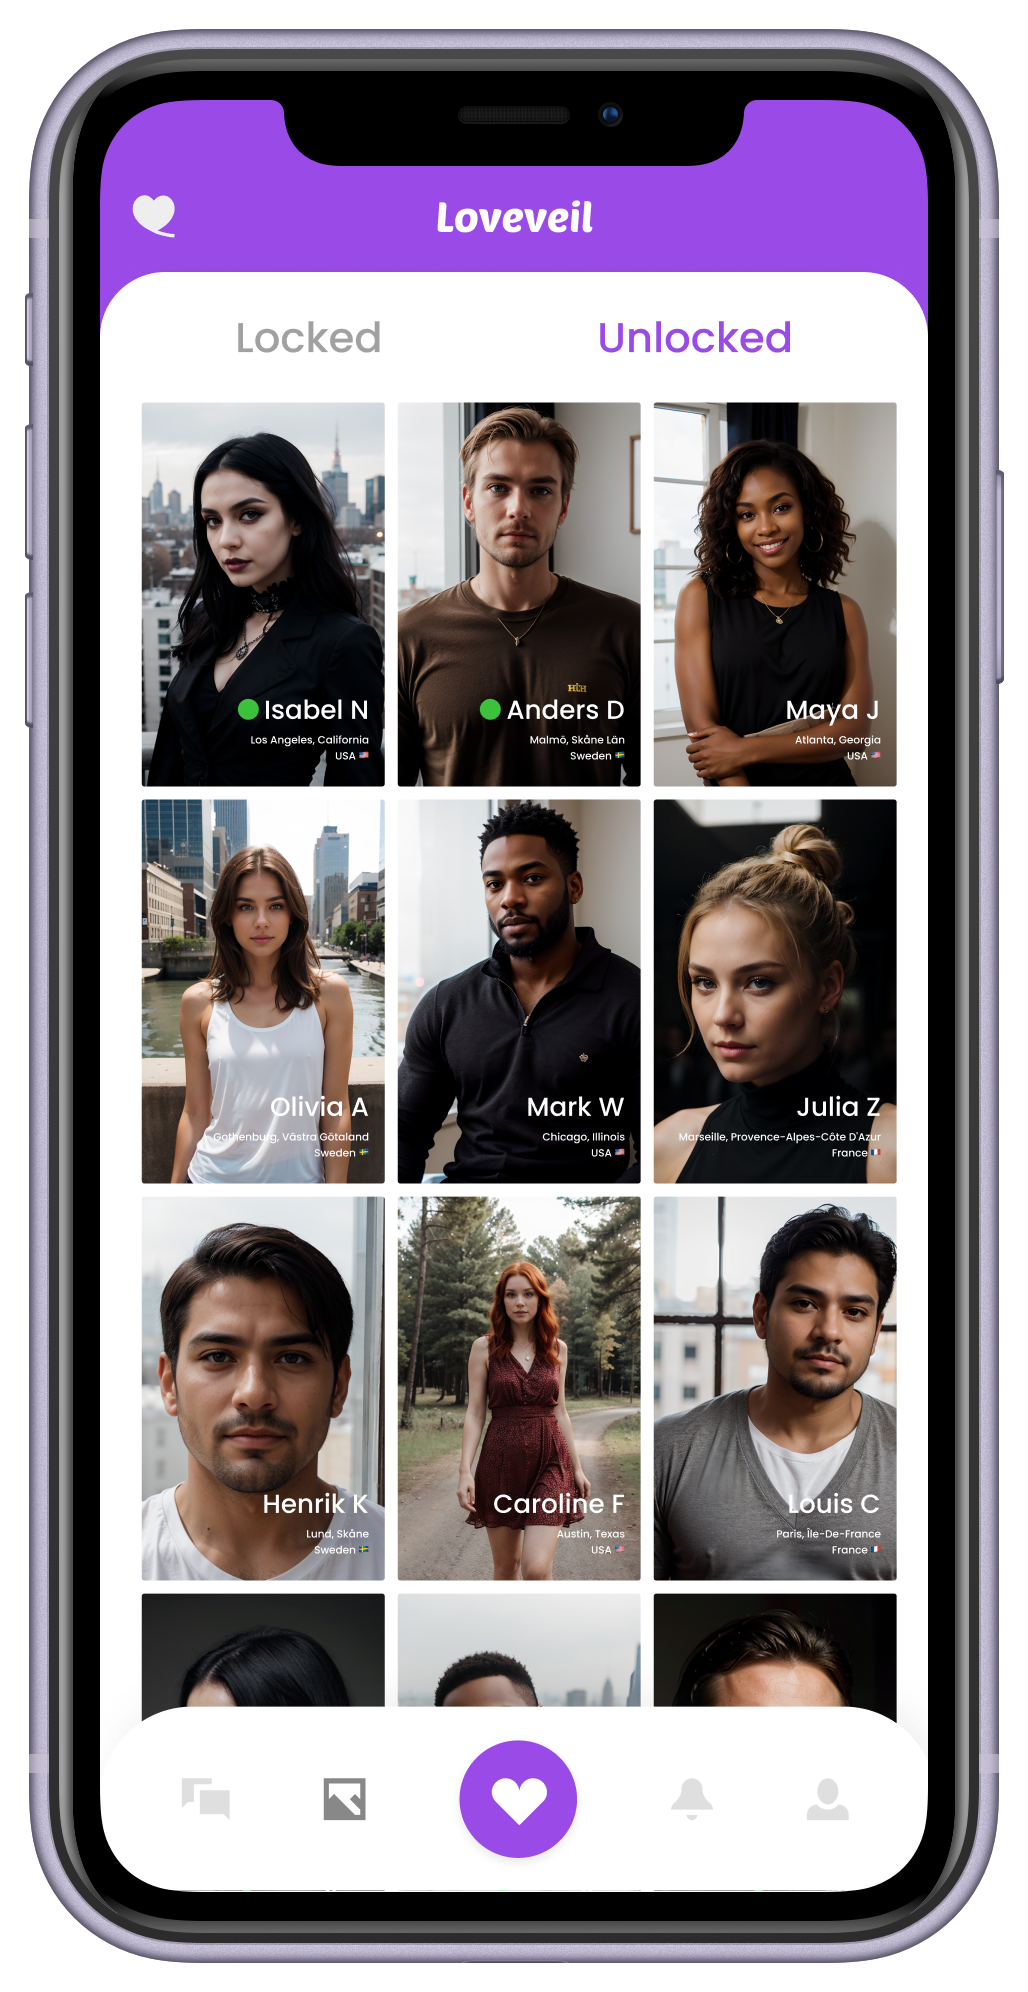 Loveveil
Locked
Unlocked
Isabel N
Los Angeles, California
USA
Anders D
Malmö, Skåne Län
Sweden
Maya J
Atlanta, Georgia
USA
Olivia A
Gothenburg, Västra Götaland
Sweden
Mark W
Chicago, Illinois
USA
Julia Z
Marseille, Provence-Alpes-Côte D'Azur
France
Henrik K
Lund, Skåne
Sweden
Caroline F
Austin, Texas
USA
Louis C
Paris, Île-De-France
France